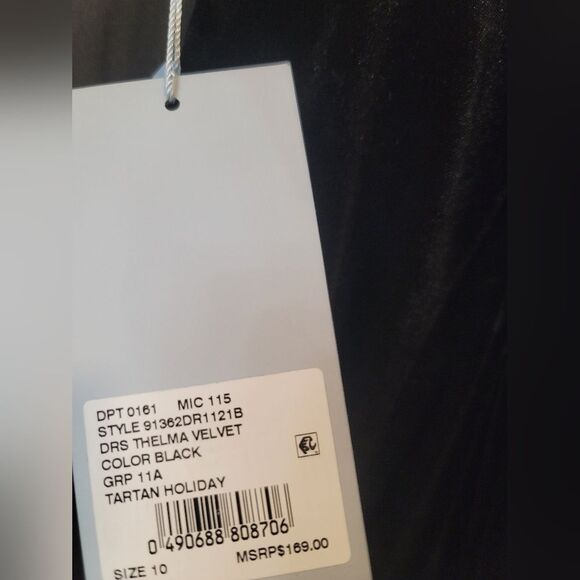 DPT 0161 MIC 115
STYLE 91362DR1121B
DRS THELMA VELVET
COLOR BLACK
GRP 11A
TARTAN HOLIDAY
0 490688 808706
SIZE 10 MSRP$169.00